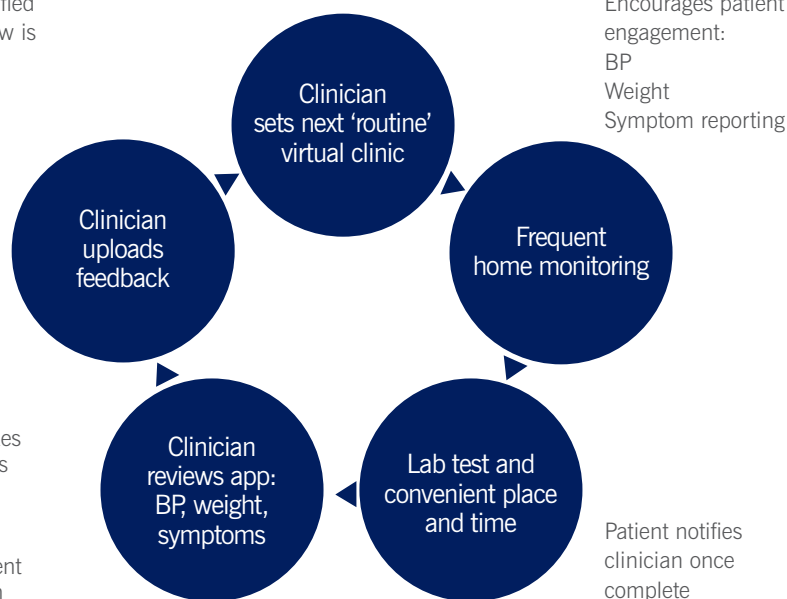 Encourages patient
engagement:
BP
Weight
Symptom reporting
Clinician
sets next ‘routine’
virtual clinic
Frequent
home monitoring
Lab test and
convenient place
and time
Patient notifies
clinician once
complete
Clinician
reviews app:
BP, weight,
symptoms
Clinician
uploads
feedback
is